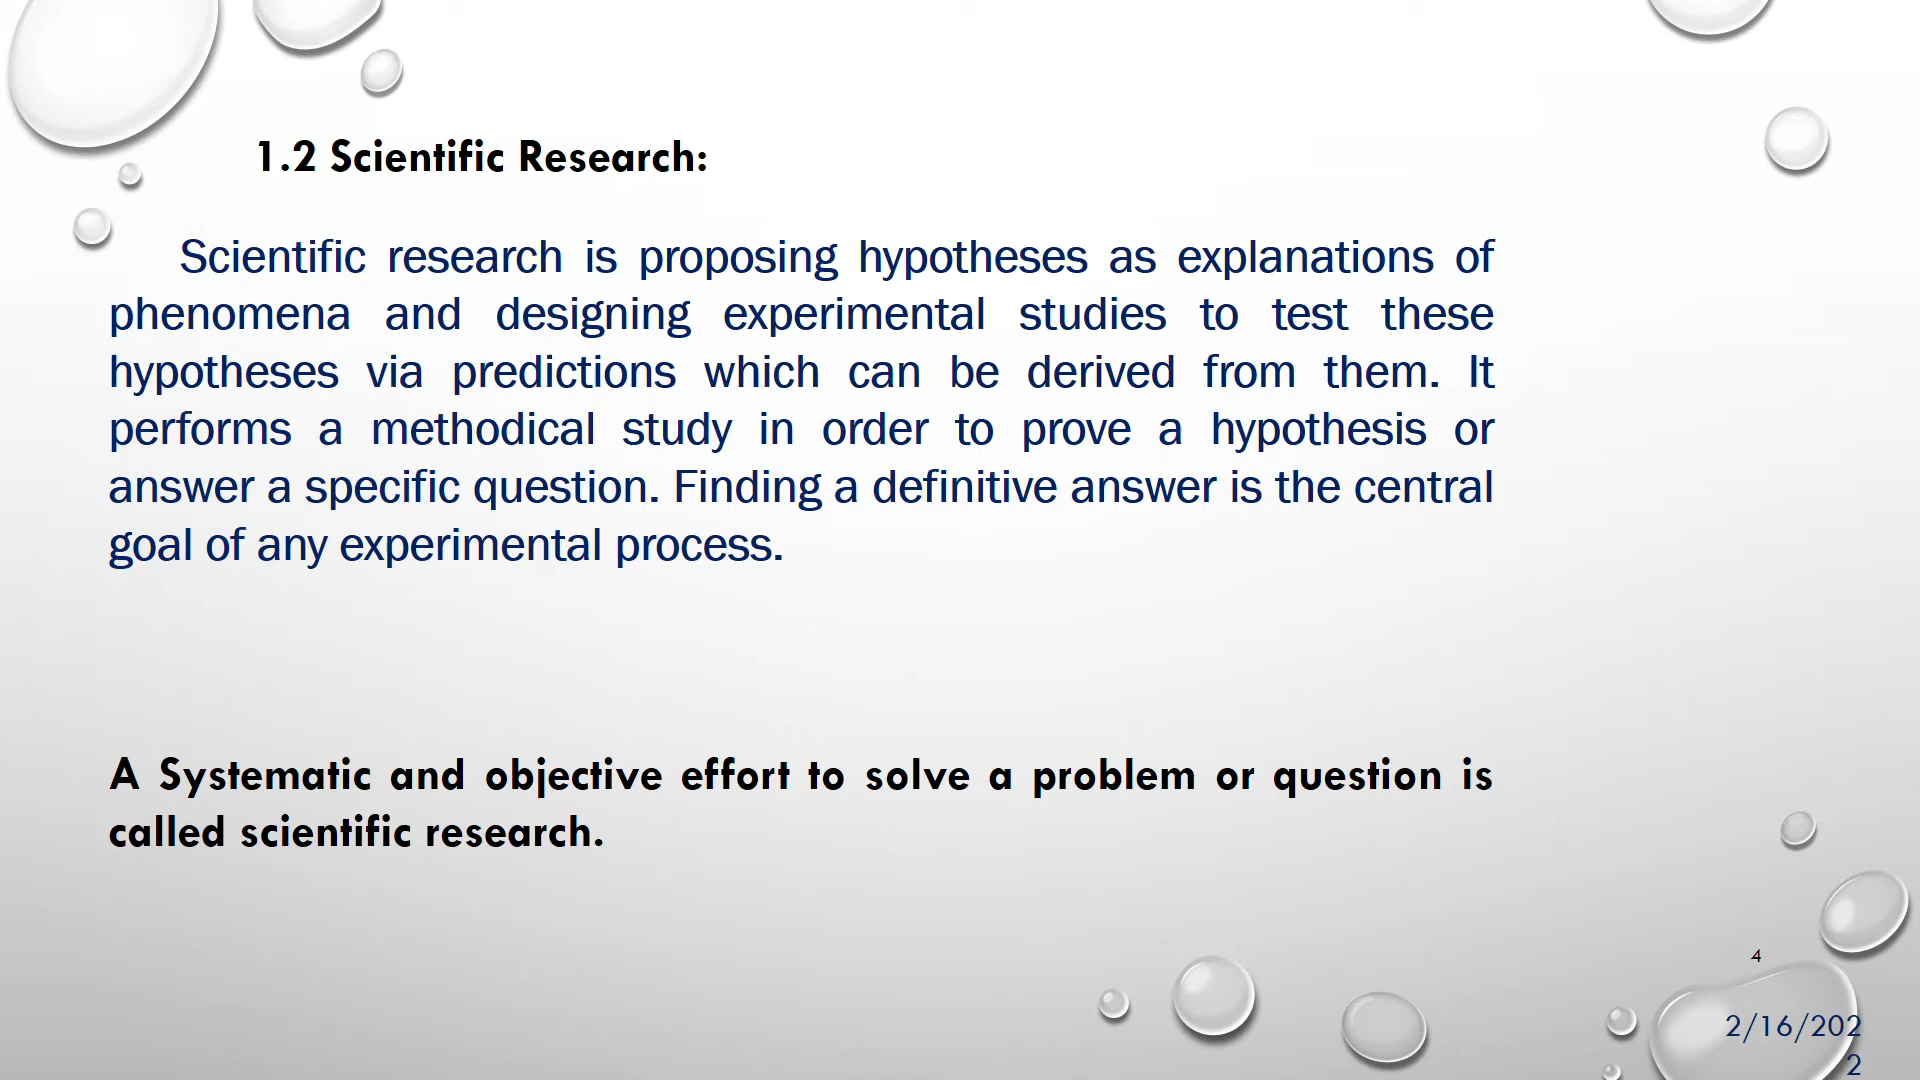 1.2 Scientific Research:
Scientific research is proposing hypotheses as explanations of
phenomena and designing experimental studies to test these
hypotheses via predictions which can be derived from them. It
performs a methodical study in order to prove a hypothesis or
answer a specific question. Finding a definitive answer is the central
goal of any experimental process.
A Systematic and objective effort to solve a problem or question is
called scientific research.
4
2/16/202
2